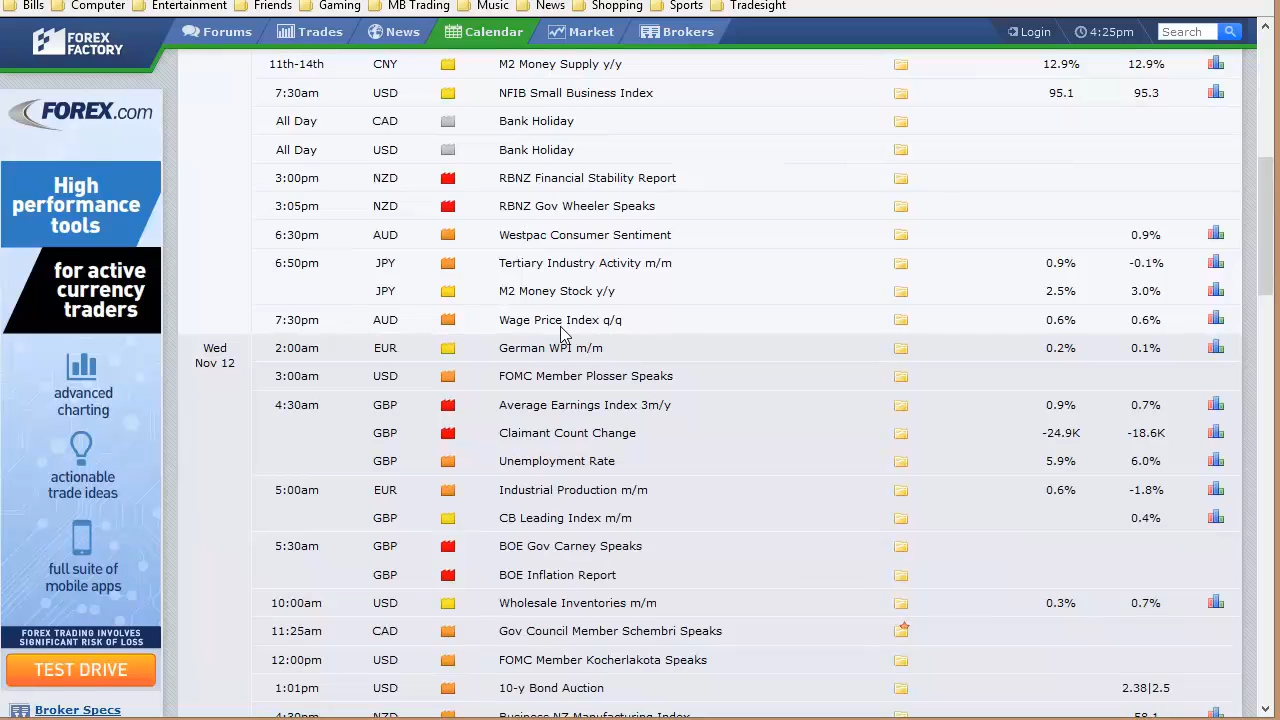 Bills Computer Entertainment Friends Gaming MB Trading Music News Shopping Sports Tradesight
FOREX FACTORY Forums Trades News Calendar Market Brokers Login 4:25pm Search
11th-14th CNY M2 Money Supply y/y 12.9% 12.9%
7:30am USD NFIB Small Business Index 95.1 95.3
All Day CAD Bank Holiday
All Day USD Bank Holiday
3:00pm NZD RBNZ Financial Stability Report
3:05pm NZD RBNZ Gov Wheeler Speaks
6:30pm AUD Westpac Consumer Sentiment 0.9%
6:50pm JPY Tertiary Industry Activity m/m 0.9% -0.1%
JPY M2 Money Stock y/y 2.5% 3.0%
7:30pm AUD Wage Price Index q/q 0.6% 0.6%
Wed Nov 12 2:00am EUR German WPI m/m 0.2% 0.1%
3:00am USD FOMC Member Plosser Speaks
4:30am GBP Average Earnings Index 3m/y 0.9% 0.7%
GBP Claimant Count Change -24.9K -18.6K
GBP Unemployment Rate 5.9% 6.0%
5:00am EUR Industrial Production m/m 0.6% -1.8%
GBP CB Leading Index m/m 0.4%
5:30am GBP BOE Gov Carney Speaks
GBP BOE Inflation Report
10:00am USD Wholesale Inventories m/m 0.3% 0.7%
11:25am CAD Gov Council Member Schembri Speaks
12:00pm USD FOMC Member Kocherlakota Speaks
1:01pm USD 10-y Bond Auction 2.38|2.5
4:30pm NZD Business NZ Manufacturing Index 58.1
FOREX.com
High
performance
tools
for active
currency
traders
advanced
charting
actionable
trade ideas
full suite of
mobile apps
FOREX TRADING INVOLVES
SIGNIFICANT RISK OF LOSS
TEST DRIVE
Broker Specs